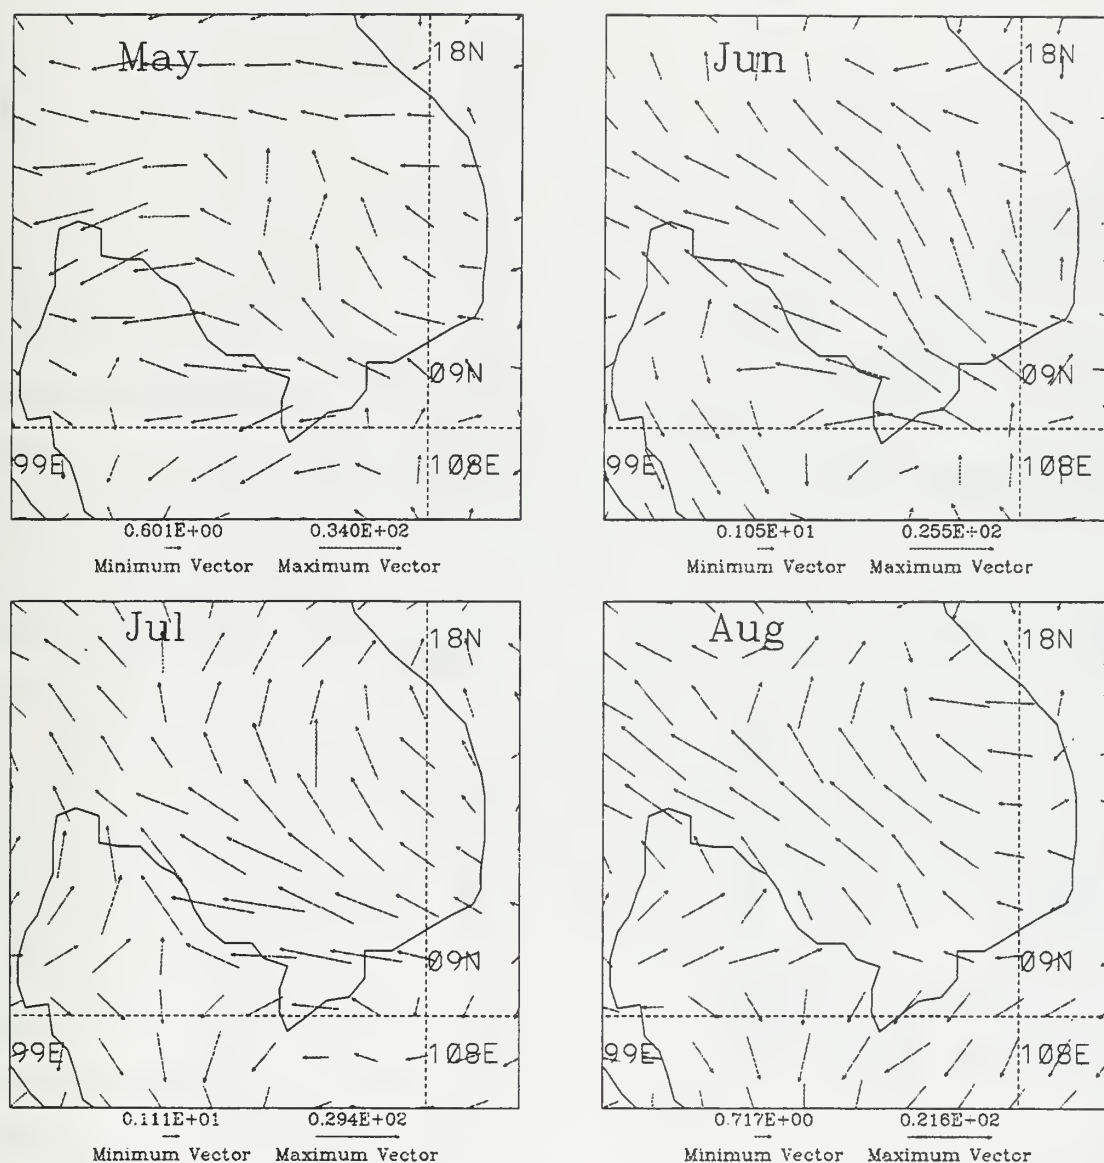 May
18N
09N
99E
108E
0.601E+00
0.340E+02
Minimum Vector
Maximum Vector
Jun
18N
09N
99E
108E
0.105E+01
0.255E+02
Minimum Vector
Maximum Vector
Jul
18N
09N
99E
108E
0.111E+01
0.294E+02
Minimum Vector
Maximum Vector
Aug
18N
09N
99E
108E
0.717E+00
0.216E+02
Minimum Vector
Maximum Vector